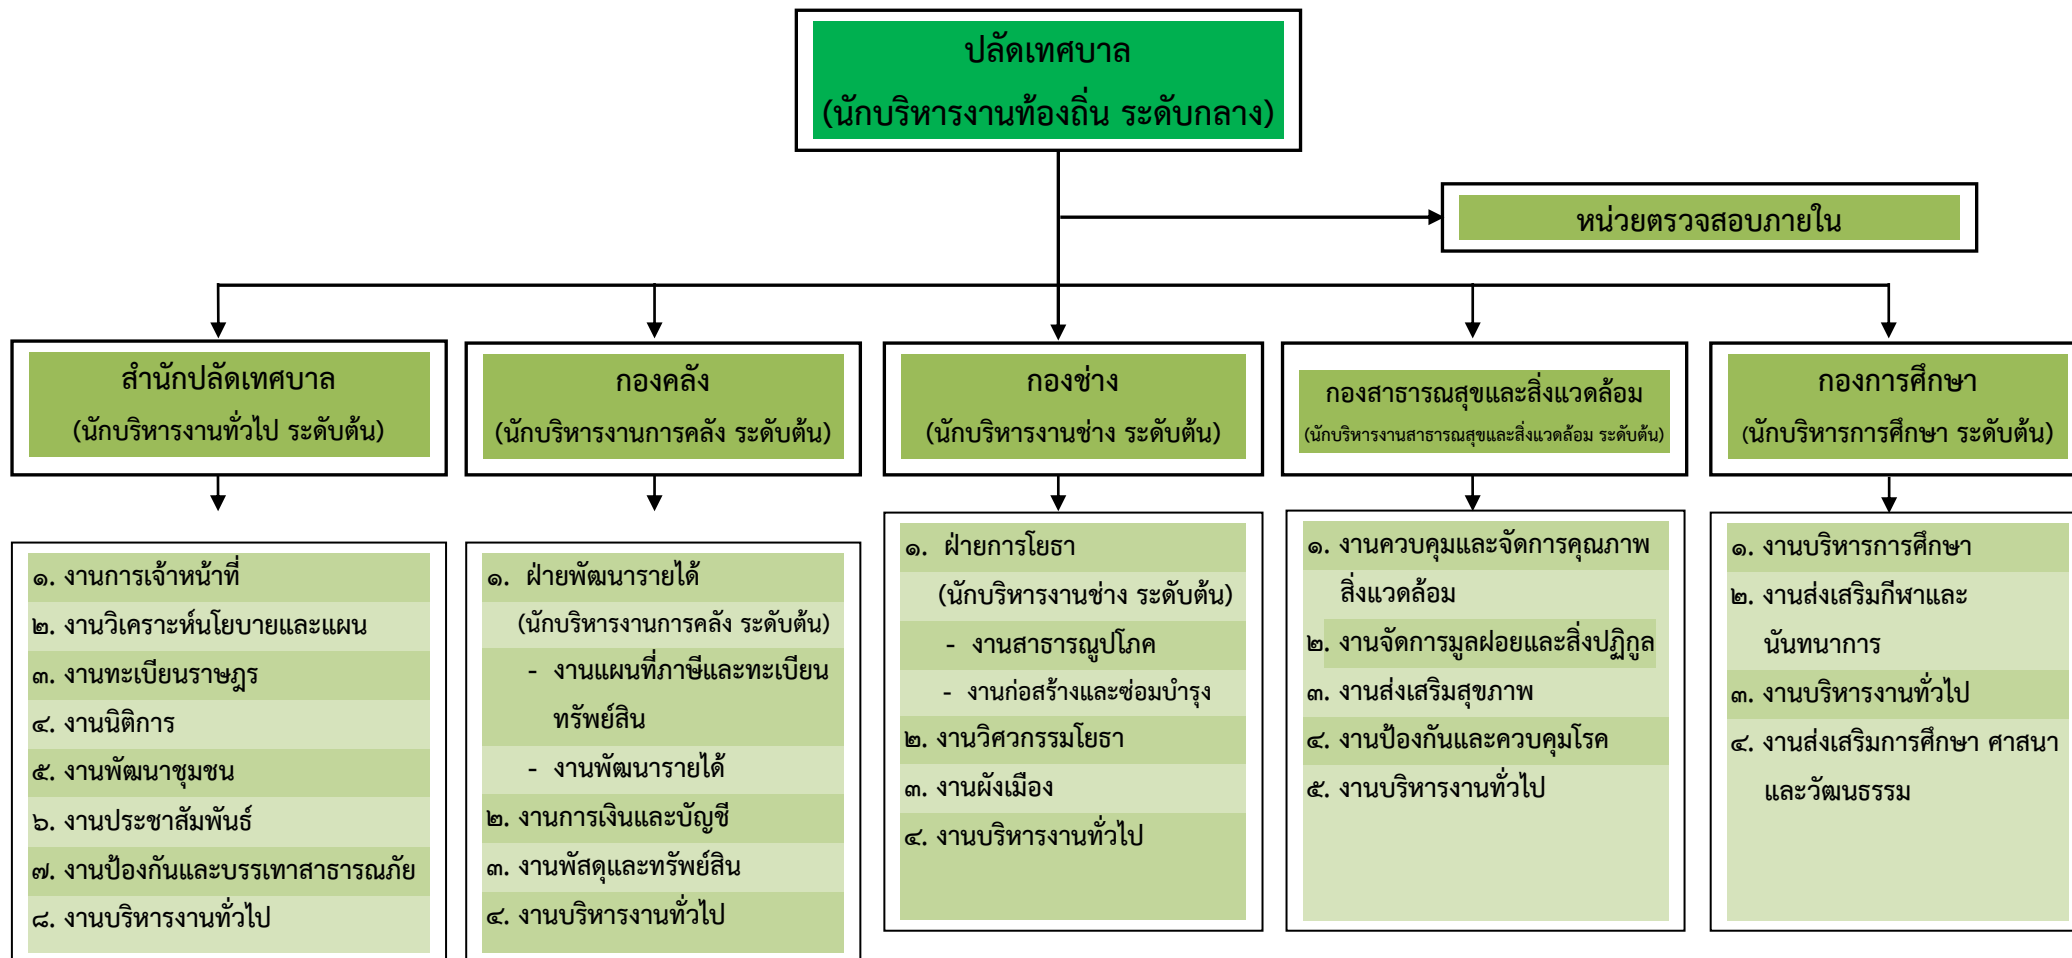 ปลัดเทศบาล
(นักบริหารงานท้องถิ่น ระดับกลาง)
หน่วยตรวจสอบภายใน
สำนักปลัดเทศบาล
(นักบริหารงานทั่วไป ระดับต้น)
กองคลัง
(นักบริหารงานการคลัง ระดับต้น)
กองช่าง
(นักบริหารงานช่าง ระดับต้น)
กองสาธารณสุขและสิ่งแวดล้อม
(นักบริหารงานสาธารณสุขและสิ่งแวดล้อม ระดับต้น)
กองการศึกษา
(นักบริหารการศึกษา ระดับต้น)
๑. งานการเจ้าหน้าที่
๒. งานวิเคราะห์นโยบายและแผน
๓. งานทะเบียนราษฎร
๔. งานนิติการ
๕. งานพัฒนาชุมชน
๖. งานประชาสัมพันธ์
๗. งานป้องกันและบรรเทาสาธารณภัย
๘. งานบริหารงานทั่วไป
๑. ฝ่ายพัฒนารายได้
(นักบริหารงานการคลัง ระดับต้น)
- งานแผนที่ภาษีและทะเบียน
ทรัพย์สิน
- งานพัฒนารายได้
๒. งานการเงินและบัญชี
๓. งานพัสดุและทรัพย์สิน
๔. งานบริหารงานทั่วไป
๑. ฝ่ายการโยธา
(นักบริหารงานช่าง ระดับต้น)
- งานสาธารณูปโภค
- งานก่อสร้างและซ่อมบำรุง
๒. งานวิศวกรรมโยธา
๓. งานผังเมือง
๔. งานบริหารงานทั่วไป
๑. งานควบคุมและจัดการคุณภาพ
สิ่งแวดล้อม
๒. งานจัดการมูลฝอยและสิ่งปฏิกูล
๓. งานส่งเสริมสุขภาพ
๔. งานป้องกันและควบคุมโรค
๕. งานบริหารงานทั่วไป
๑. งานบริหารการศึกษา
๒. งานส่งเสริมกีฬาและ
นันทนาการ
๓. งานบริหารงานทั่วไป
๔. งานส่งเสริมการศึกษา ศาสนา
และวัฒนธรรม